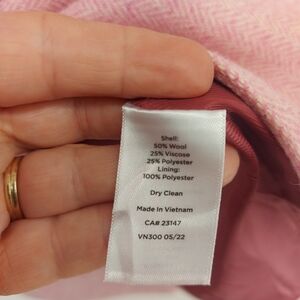 Shell:
50% Wool
25% Viscose
25% Polyester
Lining:
100% Polyester
Dry Clean
Made In Vietnam
CA# 23147
VN300 05/22